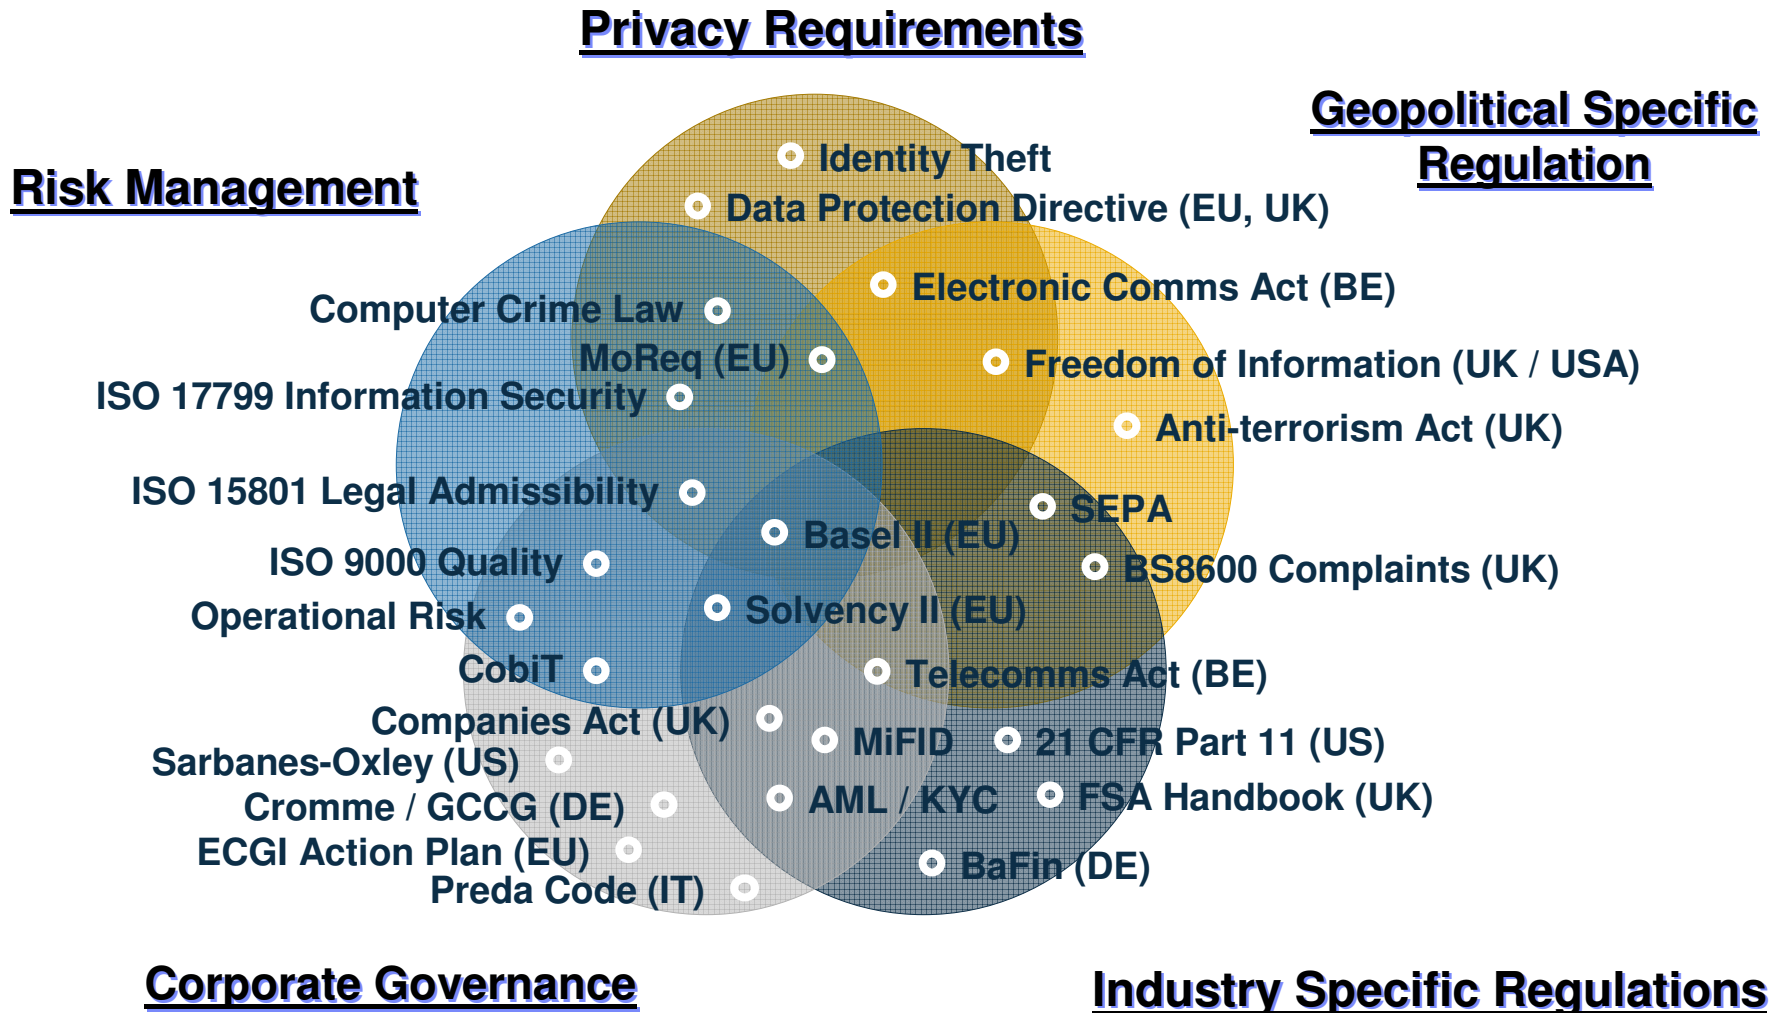 Privacy Requirements
Geopolitical Specific
Regulation
Risk Management
Identity Theft
Data Protection Directive (EU, UK)
Electronic Comms Act (BE)
Computer Crime Law
MoReq (EU)
Freedom of Information (UK / USA)
ISO 17799 Information Security
Anti-terrorism Act (UK)
ISO 15801 Legal Admissibility
SEPA
Basel II (EU)
ISO 9000 Quality
BS8600 Complaints (UK)
Operational Risk
Solvency II (EU)
CobiT
Telecomms Act (BE)
Companies Act (UK)
MiFID
21 CFR Part 11 (US)
Sarbanes-Oxley (US)
Cromme / GCCG (DE)
AML / KYC
FSA Handbook (UK)
ECGI Action Plan (EU)
BaFin (DE)
Preda Code (IT)
Corporate Governance
Industry Specific Regulations